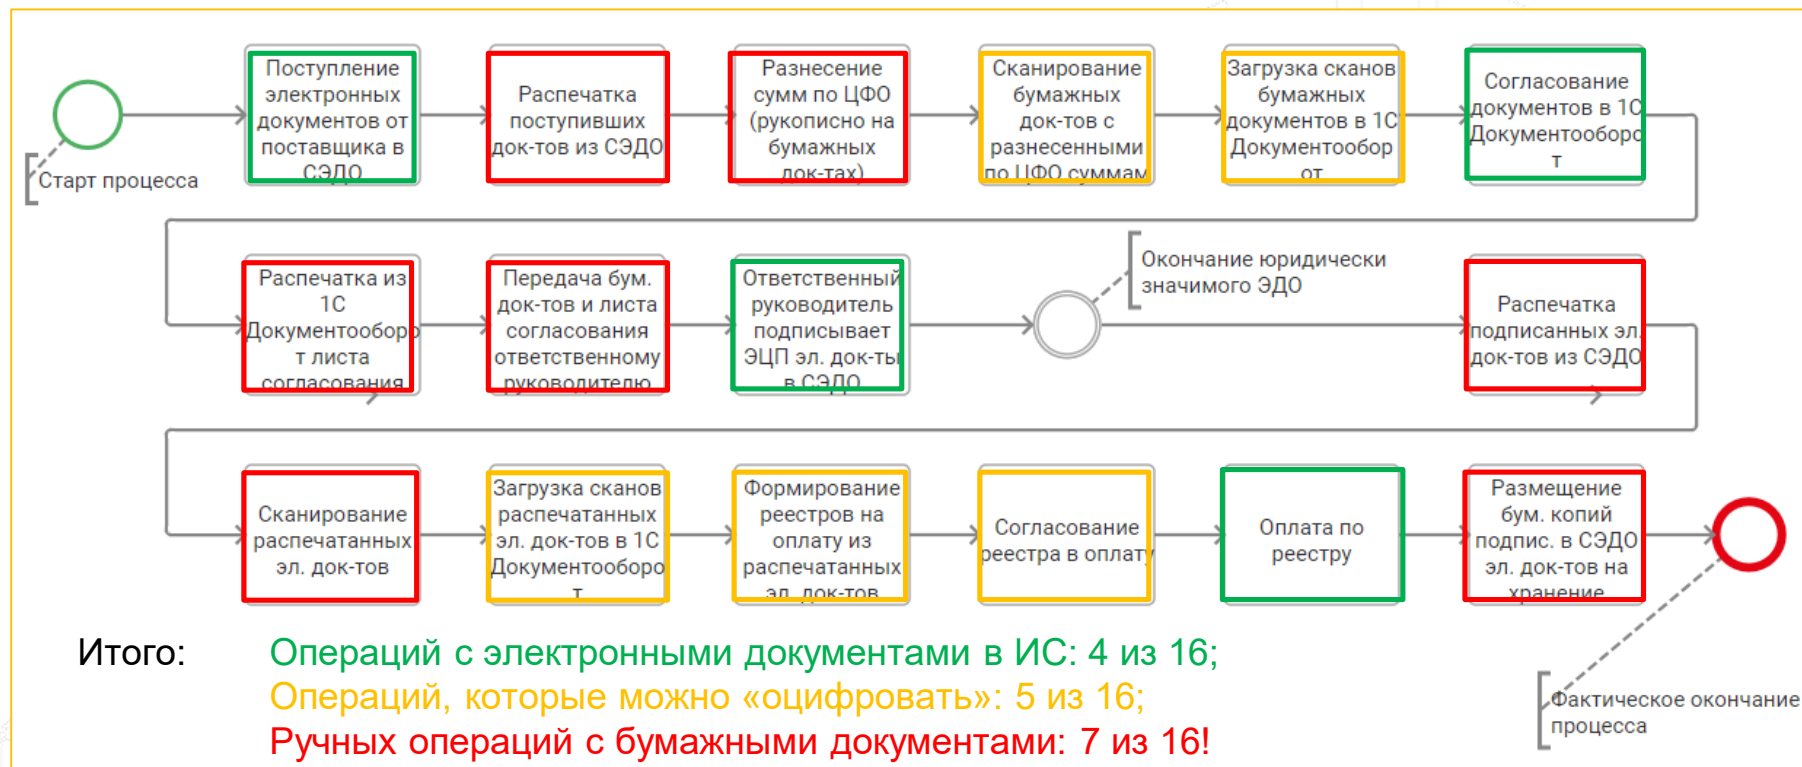 Поступление
электронных
документов от
поставщика в
СЭДО
Распечатка
поступивших
док-тов из СЭДО
Разнесение
сумм по ЦФО
(рукописно на
бумажных
док-тах)
Сканирование
бумажных
док-тов с
разнесенными
по ЦФО суммам
Загрузка сканов
бумажных
документов в 1С
Документообор
от
Согласование
документов в 1С
Документооборо
т
Старт процесса
Распечатка из
1С
Документооборо
т листа
согласования
Передача бум.
док-тов и листа
согласования
ответственному
руководителю
Ответственный
руководитель
подписывает
ЭЦП эл. док-ты
в СЭДО
Окончание юридически
значимого ЭДО
Распечатка
подписанных эл.
док-тов из СЭДО
Сканирование
распечатанных
эл. док-тов
Загрузка сканов
распечатанных
эл. док-тов в 1С
Документооборо
т
Формирование
реестров на
оплату из
распечатанных
эл. док-тов
Согласование
реестра в оплату
Оплата по
реестру
Размещение
бум. копий
подпис. в СЭДО
эл. док-тов на
хранение
Фактическое окончание
процесса
Итого: Операций с электронными документами в ИС: 4 из 16;
Операций, которые можно «оцифровать»: 5 из 16;
Ручных операций с бумажными документами: 7 из 16!